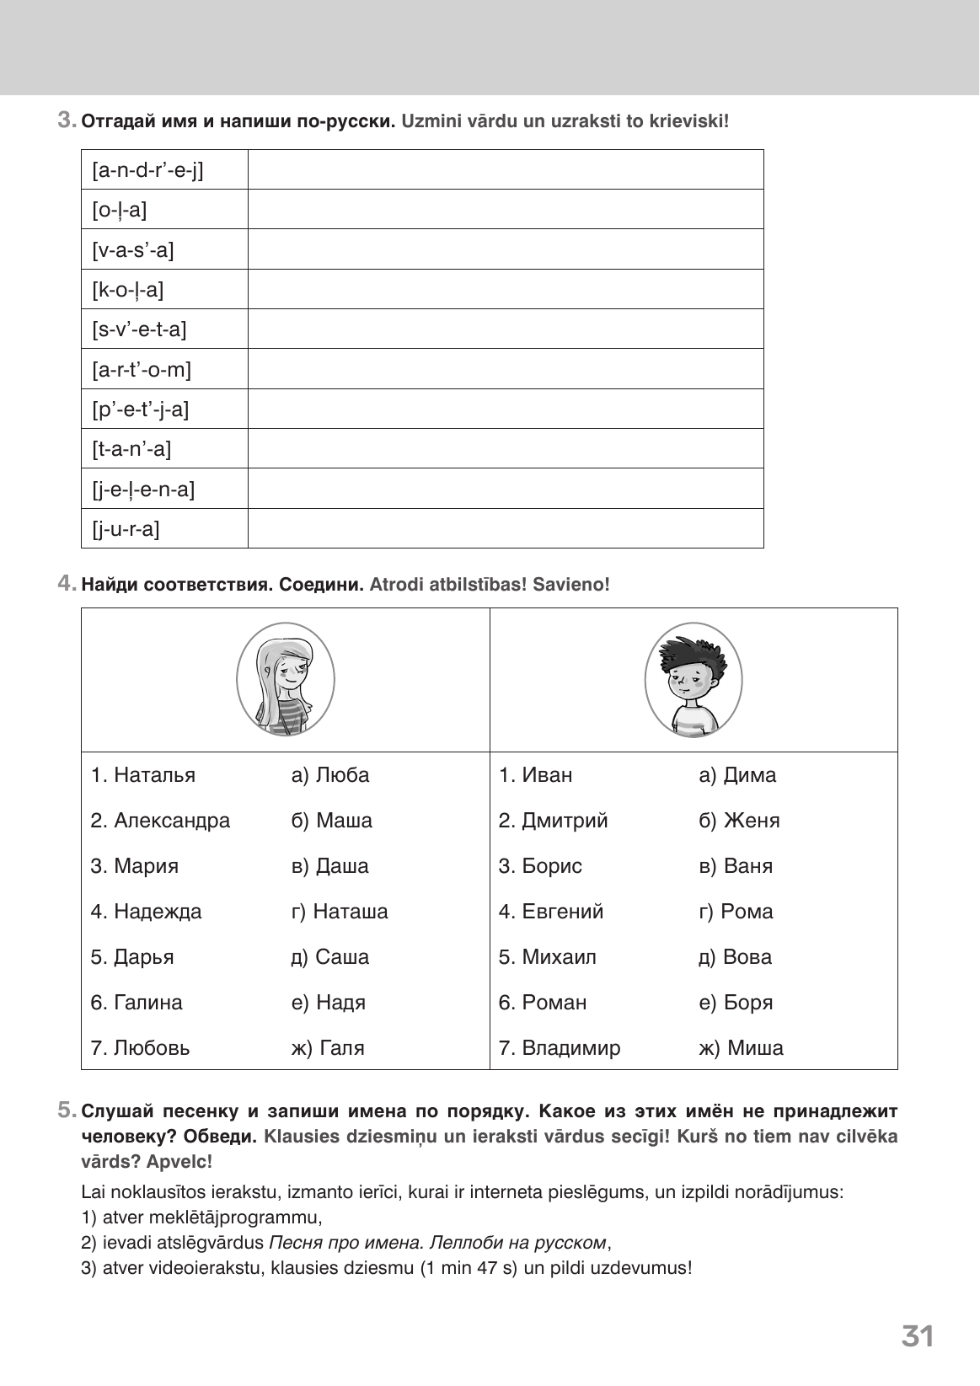 3. Отгадай имя и напиши по-русски. Uzmini vārdu un uzraksti to krieviski!
[a-n-d-r’-e-j]
[o-ļ-a]
[v-a-s’-a]
[k-o-ļ-a]
[s-v’-e-t-a]
[a-r-t’-o-m]
[p’-e-t’-j-a]
[t-a-n’-a]
[j-e-ļ-e-n-a]
[j-u-r-a]
4. Найди соответствия. Соедини. Atrodi atbilstības! Savieno!
1. Наталья а) Люба
2. Александра б) Маша
3. Мария в) Даша
4. Надежда г) Наташа
5. Дарья д) Саша
6. Галина е) Надя
7. Любовь ж) Галя
1. Иван а) Дима
2. Дмитрий б) Женя
3. Борис в) Ваня
4. Евгений г) Рома
5. Михаил д) Вова
6. Роман е) Боря
7. Владимир ж) Миша
5. Слушай песенку и запиши имена по порядку. Какое из этих имён не принадлежит
человеку? Обведи. Klausies dziesmiņu un ieraksti vārdus secīgi! Kurš no tiem nav cilvēka
vārds? Apvelc!
Lai noklausītos ierakstu, izmanto ierīci, kurai ir interneta pieslēgums, un izpildi norādījumus:
1) atver meklētājprogrammu,
2) ievadi atslēgvārdus Песня про имена. Леллоби на русском,
3) atver videoierakstu, klausies dziesmu (1 min 47 s) un pildi uzdevumus!
31